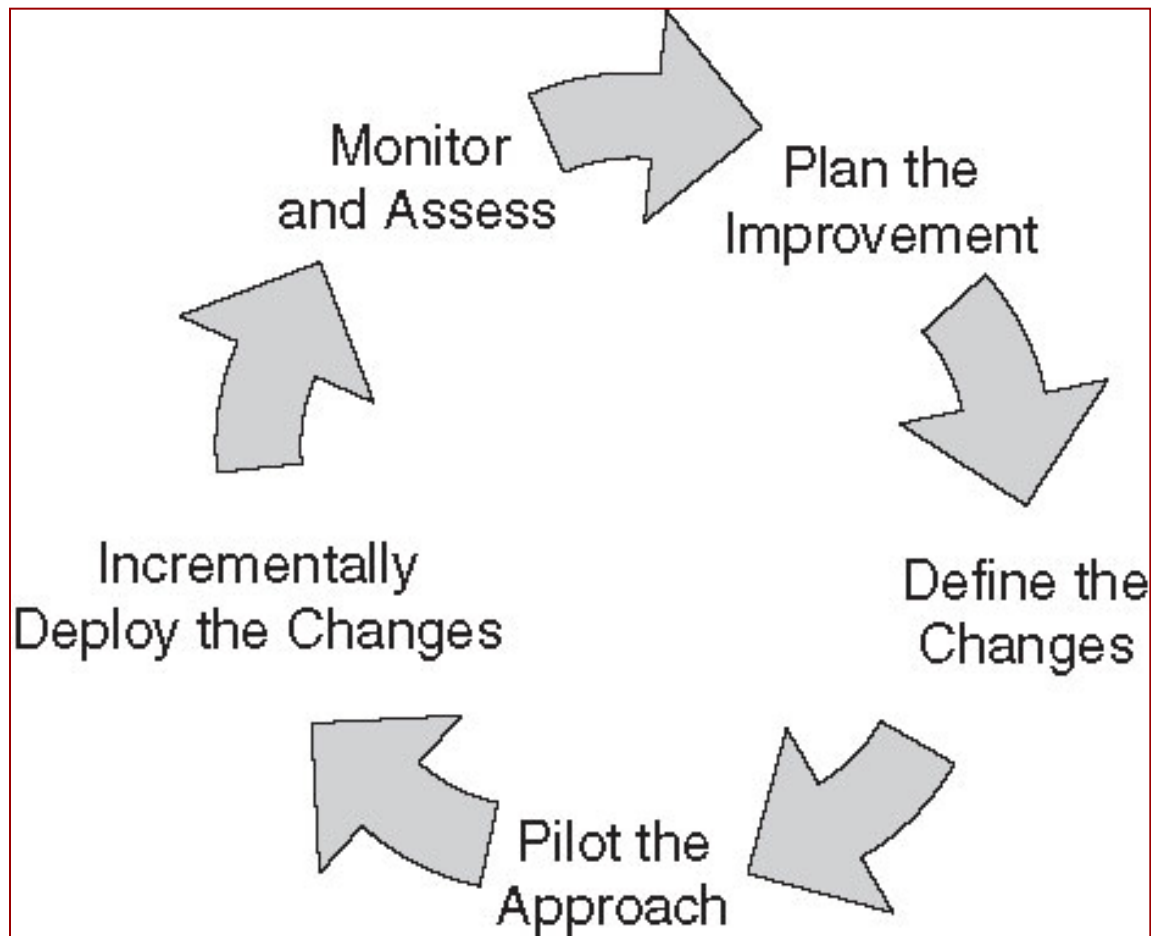 Monitor
and Assess
Plan the
Improvement
Define the
Changes
Pilot the
Approach
Incrementally
Deploy the Changes